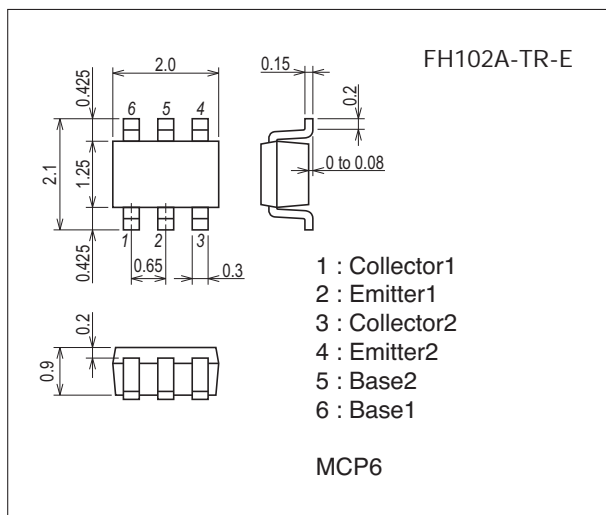 FH102A-TR-E
2.0
0.15
0.425
6 5 4
0.2
2.1
1.25
0 to 0.08
0.425
1 2 3
0.65
0.3
1 : Collector1
2 : Emitter1
3 : Collector2
4 : Emitter2
5 : Base2
6 : Base1
0.2
0.9
MCP6